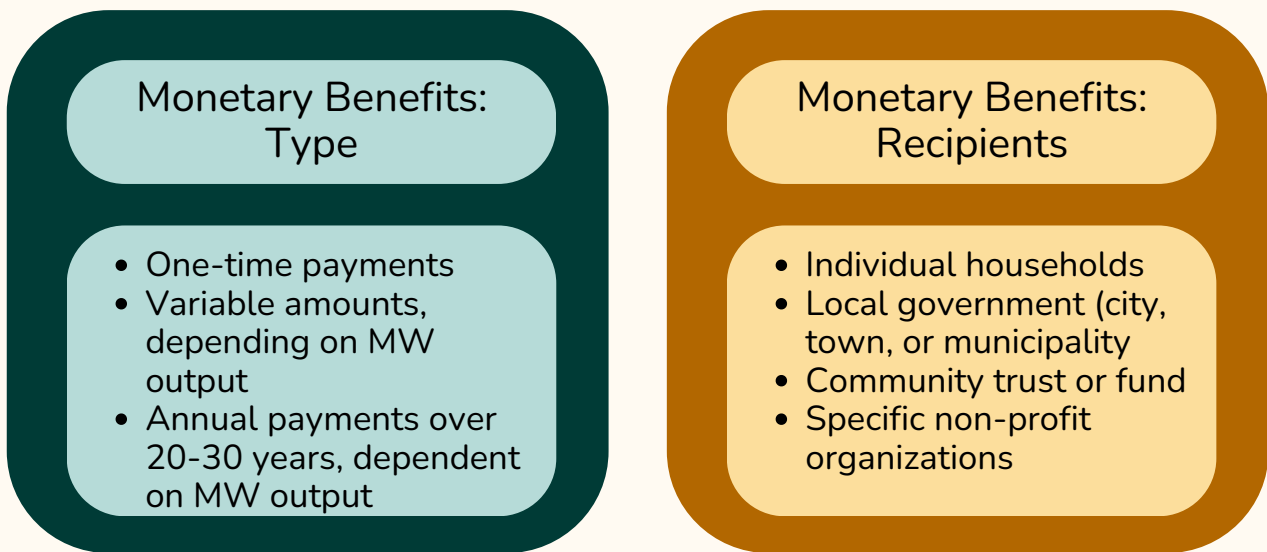 Monetary Benefits:
Type
• One-time payments
• Variable amounts,
depending on MW
output
• Annual payments over
20-30 years, dependent
on MW output
Monetary Benefits:
Recipients
• Individual households
• Local government (city,
town, or municipality
• Community trust or fund
• Specific non-profit
organizations